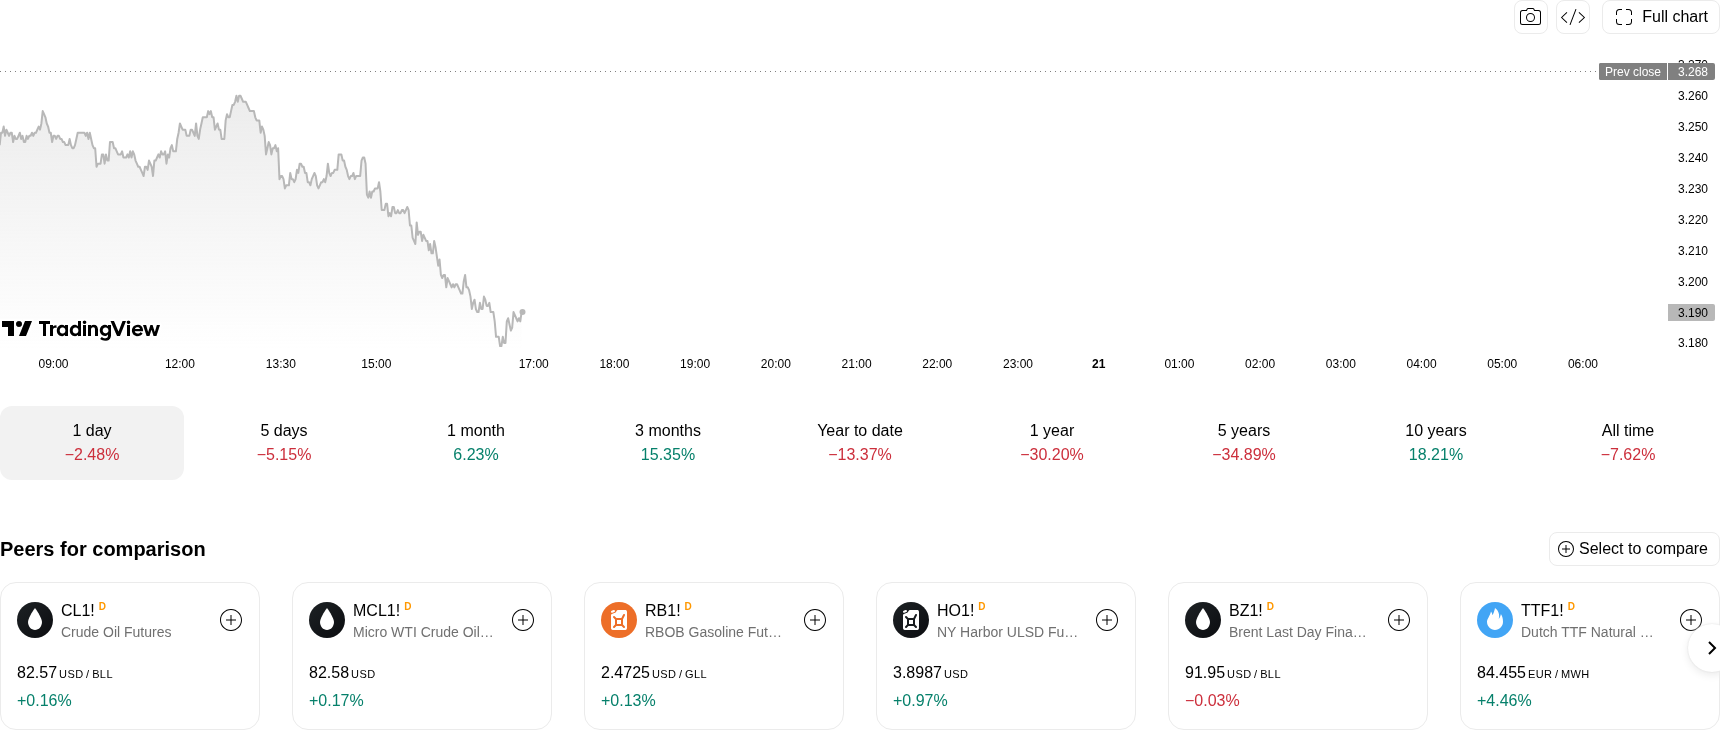 Full chart
Prev close 3.268
3.260
3.250
3.240
3.230
3.220
3.210
3.200
3.190
3.180
TradingView
09:00 12:00 13:30 15:00 17:00 18:00 19:00 20:00 21:00 22:00 23:00 21 01:00 02:00 03:00 04:00 05:00 06:00
1 day 5 days 1 month 3 months Year to date 1 year 5 years 10 years All time
−2.48% −5.15% 6.23% 15.35% −13.37% −30.20% −34.89% 18.21% −7.62%
Peers for comparison
Select to compare
CL1! D
Crude Oil Futures
82.57 USD / BLL
+0.16%
MCL1! D
Micro WTI Crude Oil…
82.58 USD
+0.17%
RB1! D
RBOB Gasoline Fut…
2.4725 USD / GLL
+0.13%
HO1! D
NY Harbor ULSD Fu…
3.8987 USD
+0.97%
BZ1! D
Brent Last Day Fina…
91.95 USD / BLL
−0.03%
TTF1! D
Dutch TTF Natural …
84.455 EUR / MWH
+4.46%